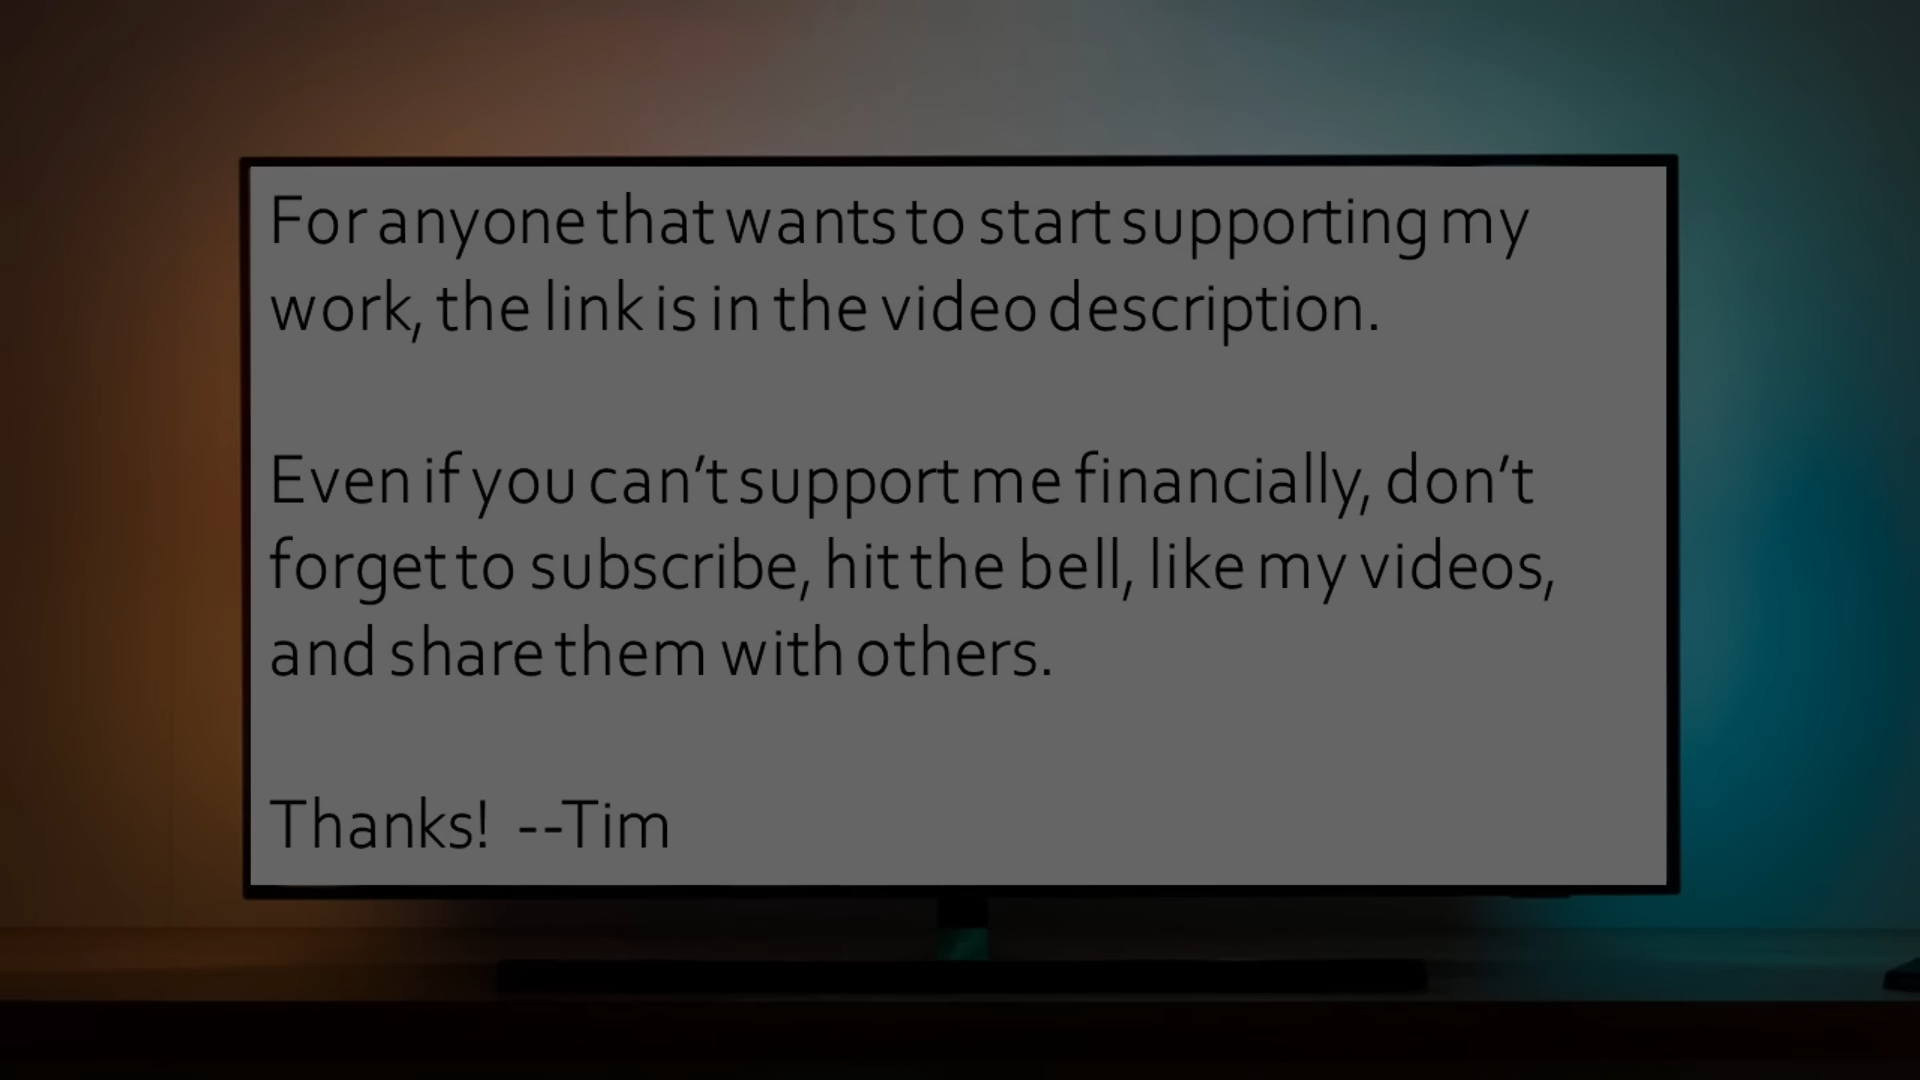 For anyone that wants to start supporting my
work, the link is in the video description.
Even if you can’t support me financially, don’t
forget to subscribe, hit the bell, like my videos,
and share them with others.
Thanks! --Tim